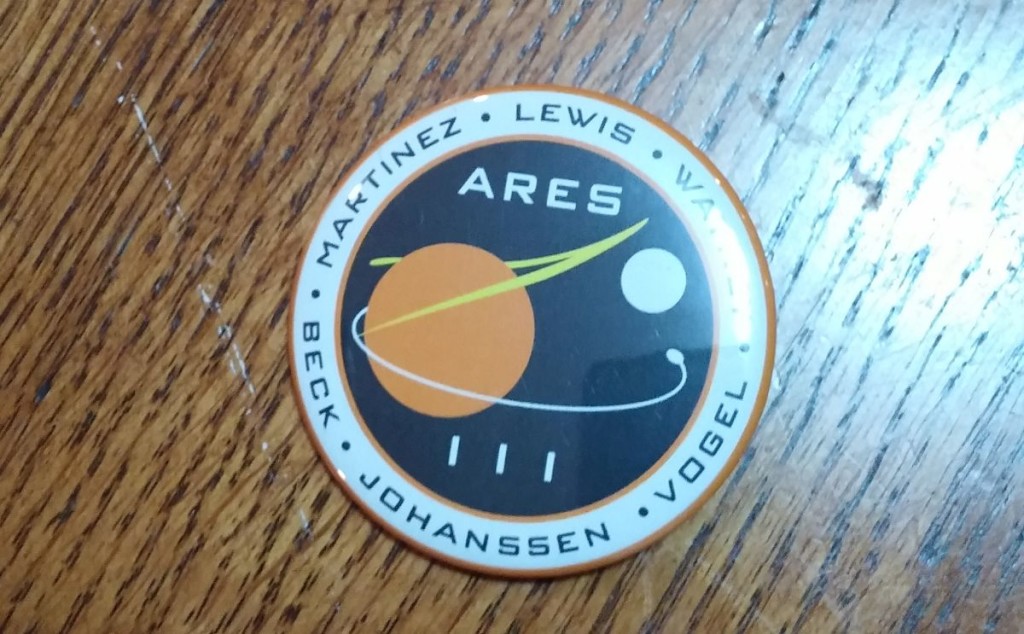 MARTINEZ • LEWIS •
VOGEL • JOHANSSEN • BECK •
ARES
III